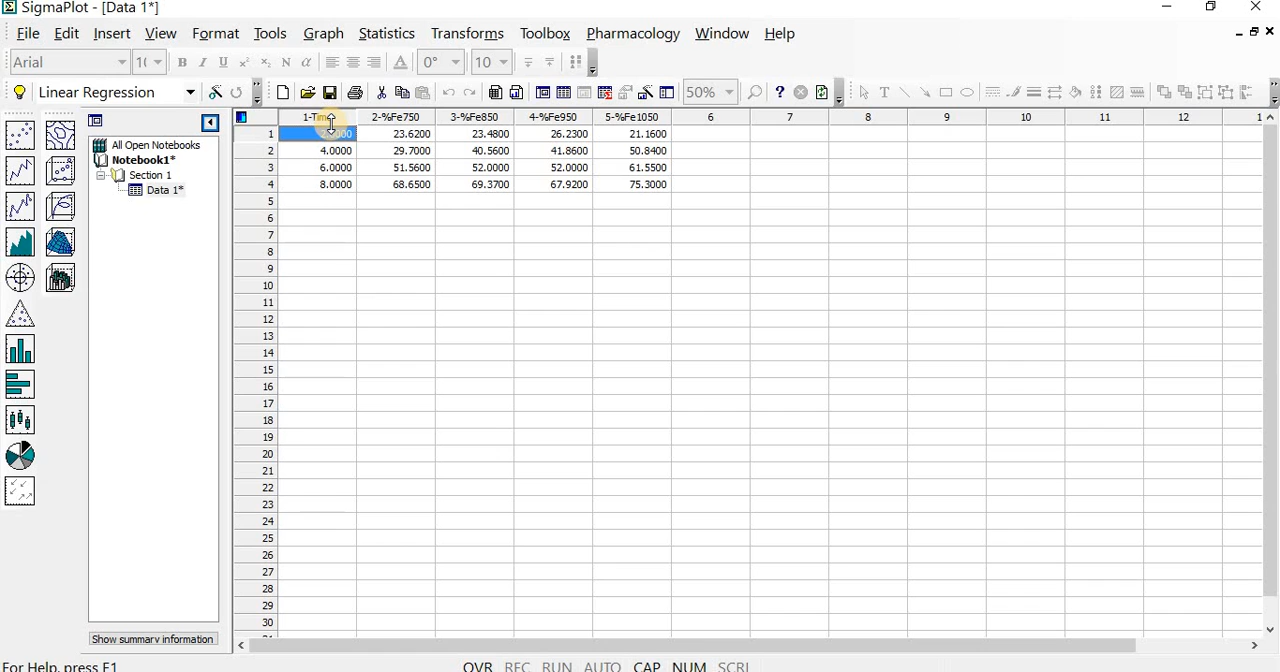 SigmaPlot - [Data 1*]
File Edit Insert View Format Tools Graph Statistics Transforms Toolbox Pharmacology Window Help
Arial 0° 10
Linear Regression 50%
All Open Notebooks
Notebook1*
Section 1
Data 1*
Show summary information
2-%Fe750 3-%Fe850 4-%Fe950 5-%Fe1050 6 7 8 9 10 11 12
1 23.6200 23.4800 26.2300 21.1600
2 4.0000 29.7000 40.5600 41.8600 50.8400
3 6.0000 51.5600 52.0000 52.0000 61.5500
4 8.0000 68.6500 69.3700 67.9200 75.3000
5
6
7
8
9
10
11
12
13
14
15
16
17
18
19
20
21
22
23
24
25
26
27
28
29
30
For Help, press F1 OVR REC RUN AUTO CAP NUM SCRL